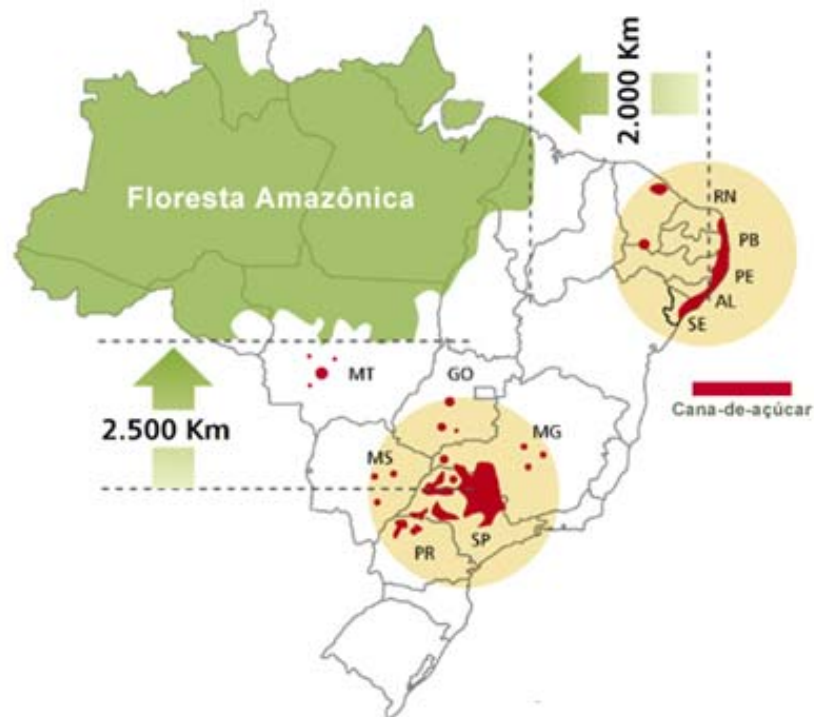 2.000 Km
Floresta Amazônica
RN
PB
PE
AL
SE
MT
GO
Cana-de-açúcar
2.500 Km
MG
MS
SP
PR